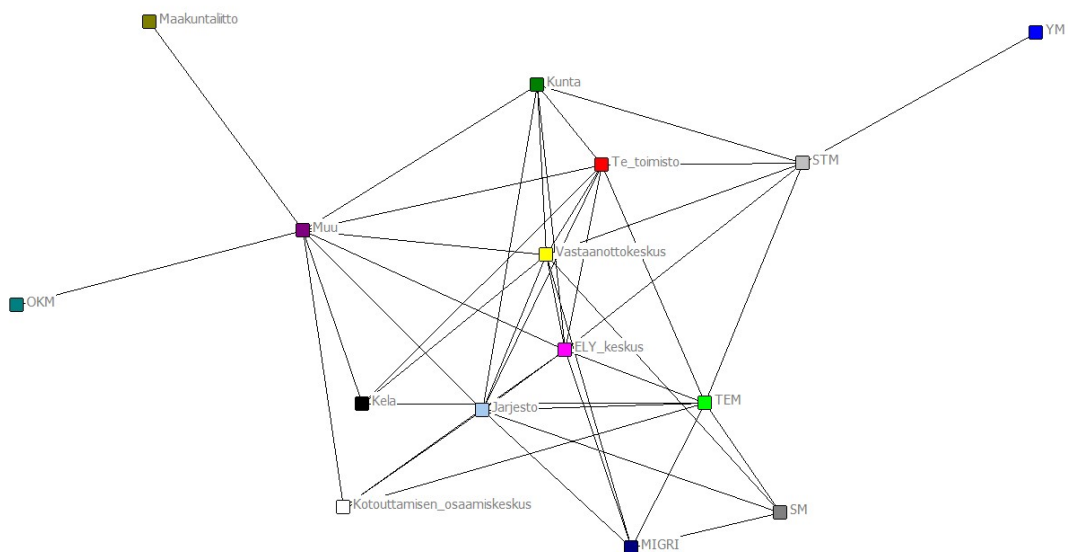 Maakuntaliitto
YM
Kunta
Te_toimisto
STM
Muu
Vastaanottokeskus
OKM
ELY_keskus
Kela
Jarjesto
TEM
Kotouttamisen_osaamiskeskus
SM
MIGRI